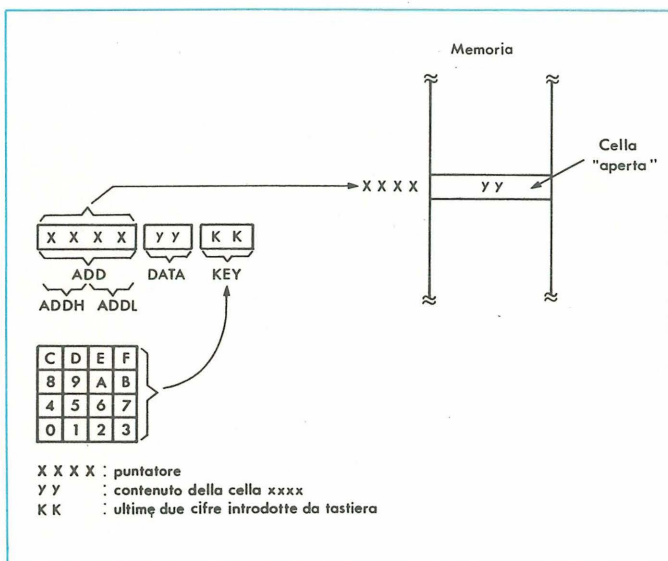 Memoria
Cella
"aperta"
X X X X
y y
X X X X
y y
K K
ADD
DATA
KEY
ADDH
ADDL
C D E F
8 9 A B
4 5 6 7
0 1 2 3
X X X X : puntatore
y y : contenuto della cella xxxx
K K : ultime due cifre introdotte da tastiera